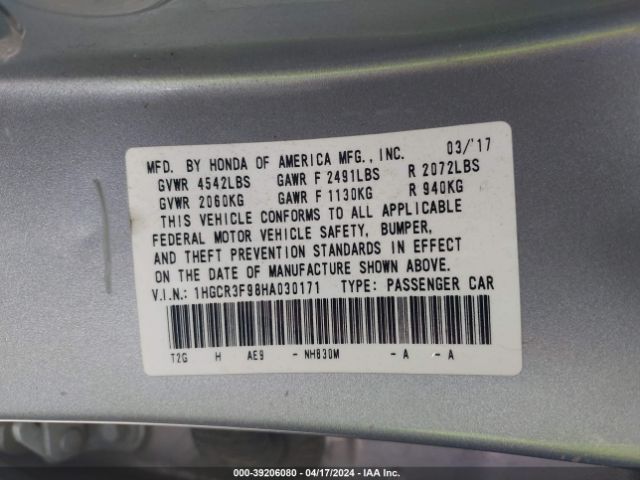 MFD. BY HONDA OF AMERICA MFG., INC. 03/'17
GVWR 4542LBS GAWR F 2491LBS R 2072LBS
GVWR 2060KG GAWR F 1130KG R 940KG
THIS VEHICLE CONFORMS TO ALL APPLICABLE
FEDERAL MOTOR VEHICLE SAFETY, BUMPER,
AND THEFT PREVENTION STANDARDS IN EFFECT
ON THE DATE OF MANUFACTURE SHOWN ABOVE.
V.I.N.: 1HGCR3F98HA030171 TYPE: PASSENGER CAR
T2G H AE9 - NH830M - A - A
000-39206080 - 04/17/2024 - IAA Inc.